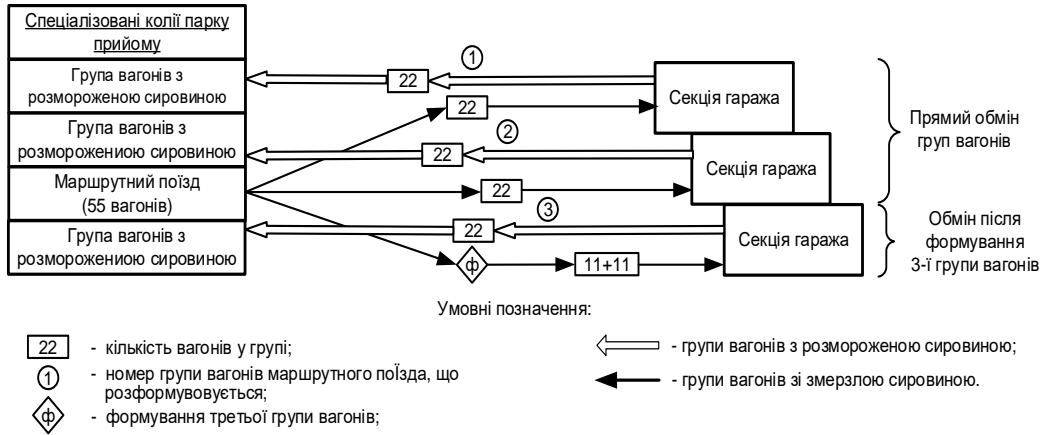 Спеціалізовані колії парку
прийому
Група вагонів з
розмороженою сировиною
Група вагонів з
розморожениою сировиною
Маршрутний поїзд
(55 вагонів)
Група вагонів з
розморожениою сировиною
1
22
22
2
22
22
3
22
ф
11+11
Секція гаража
Секція гаража
Секція гаража
Прямий обмін
груп вагонів
Обмін після
формування
3-ї групи вагонів
Умовні позначення:
22 - кількість вагонів у групі;
1 - номер групи вагонів маршрутного поЇзда, що
розформувовується;
ф - формування третьої групи вагонів;
- групи вагонів з розмороженою сировиною;
- групи вагонів зі змерзлою сировиною.